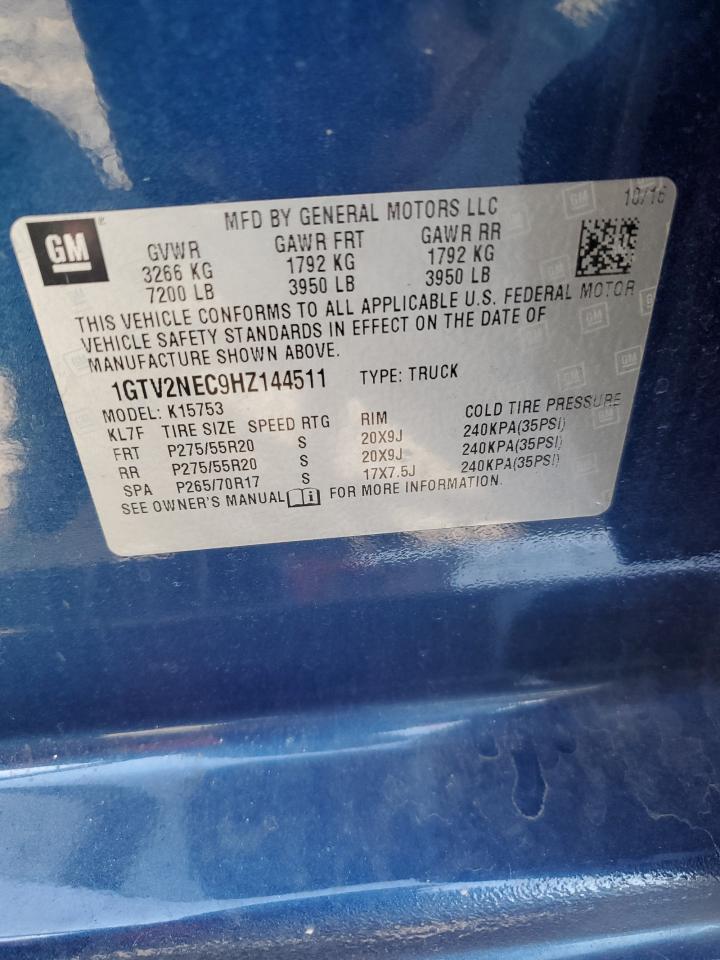 GM
MFD BY GENERAL MOTORS LLC
10/16
GVWR GAWR FRT GAWR RR
3266 KG 1792 KG 1792 KG
7200 LB 3950 LB 3950 LB
THIS VEHICLE CONFORMS TO ALL APPLICABLE U.S. FEDERAL MOTOR
VEHICLE SAFETY STANDARDS IN EFFECT ON THE DATE OF
MANUFACTURE SHOWN ABOVE.
1GTV2NEC9HZ144511 TYPE: TRUCK
MODEL: K15753
KL7F TIRE SIZE SPEED RTG RIM COLD TIRE PRESSURE
FRT P275/55R20 S 20X9J 240KPA(35PSI)
RR P275/55R20 S 20X9J 240KPA(35PSI)
SPA P265/70R17 S 17X7.5J 240KPA(35PSI)
SEE OWNER'S MANUAL FOR MORE INFORMATION.